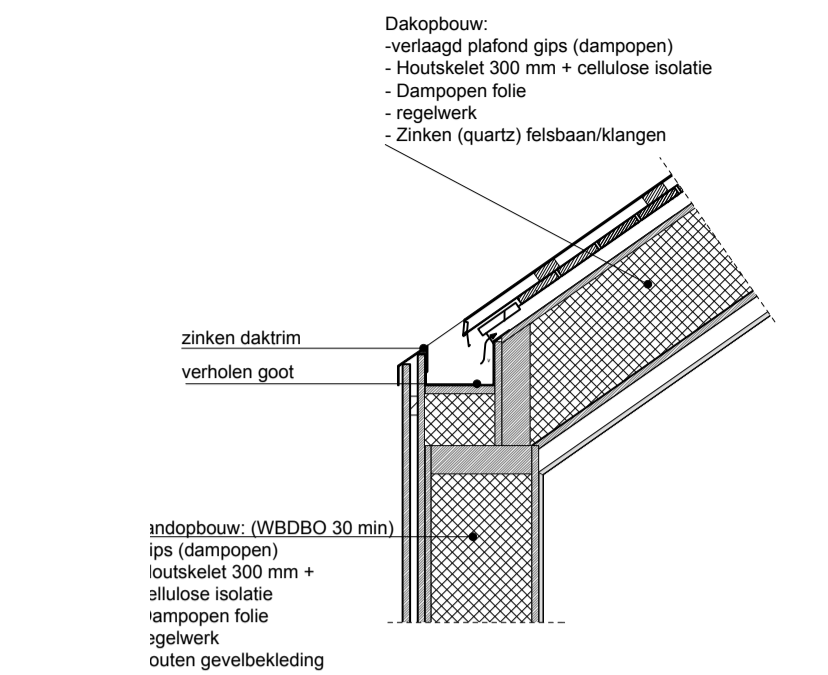 Dakopbouw:
-verlaagd plafond gips (dampopen)
- Houtskelet 300 mm + cellulose isolatie
- Dampopen folie
- regelwerk
- Zinken (quartz) felsbaan/klangen
zinken daktrim
verholen goot
andopbouw: (WBDBO 30 min)
ips (dampopen)
outskelet 300 mm +
ellulose isolatie
ampopen folie
egelwerk
outen gevelbekleding